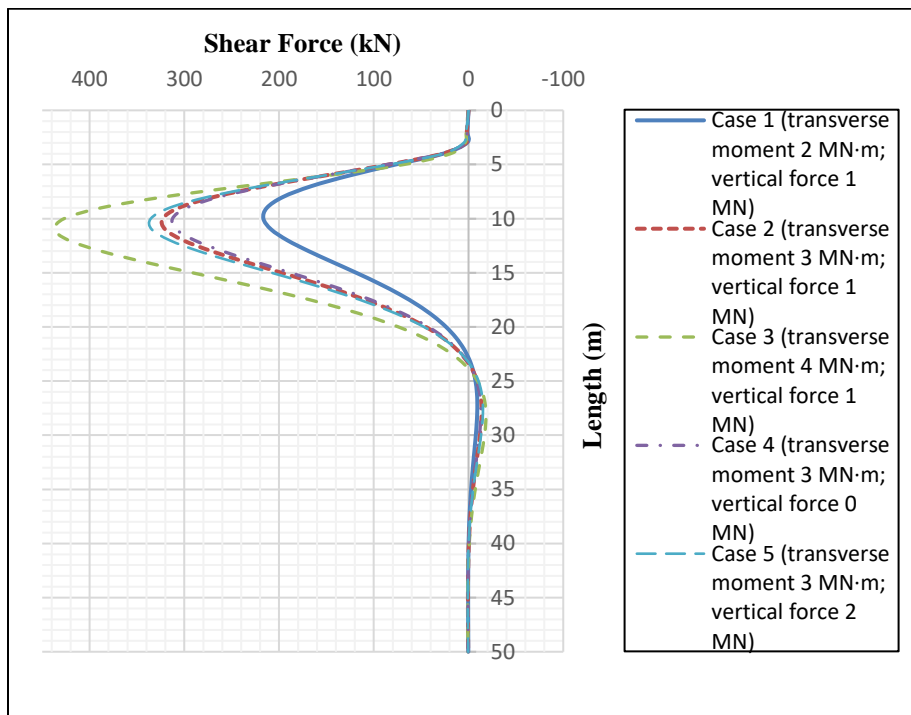 Shear Force (kN)
400 300 200 100 0 -100
0
5
10
15
20
25
30
35
40
45
50
Length (m)
Case 1 (transverse
moment 2 MN·m;
vertical force 1
MN)
Case 2 (transverse
moment 3 MN·m;
vertical force 1
MN)
Case 3 (transverse
moment 4 MN·m;
vertical force 1
MN)
Case 4 (transverse
moment 3 MN·m;
vertical force 0
MN)
Case 5 (transverse
moment 3 MN·m;
vertical force 2
MN)